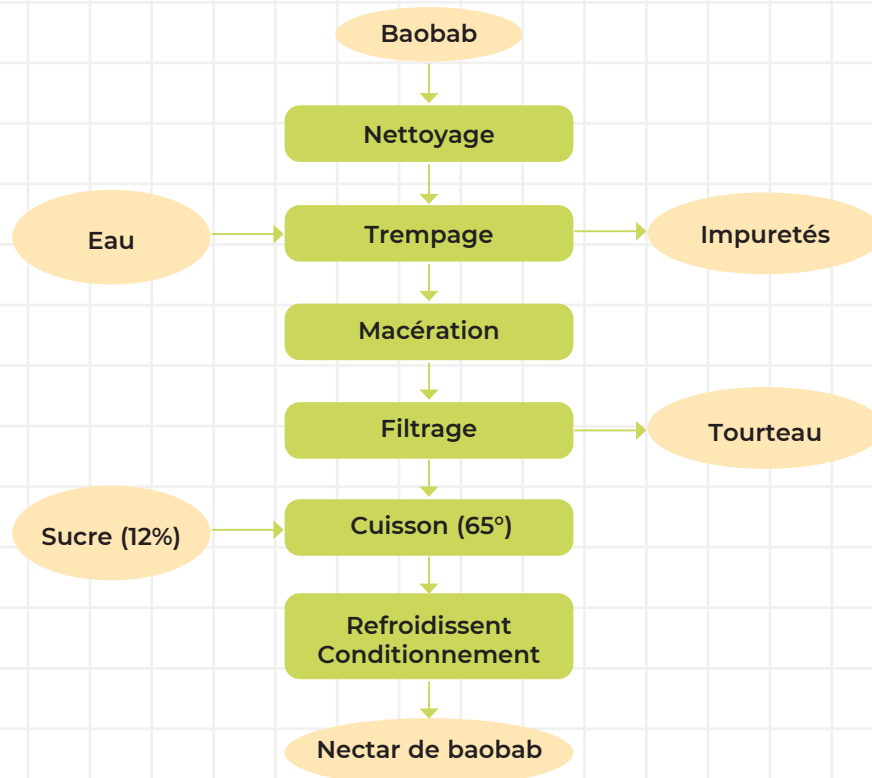 Baobab
Nettoyage
Eau
Trempage
Impuretés
Macération
Filtrage
Tourteau
Sucre (12%)
Cuisson (65°)
Refroidissent
Conditionnement
Nectar de baobab